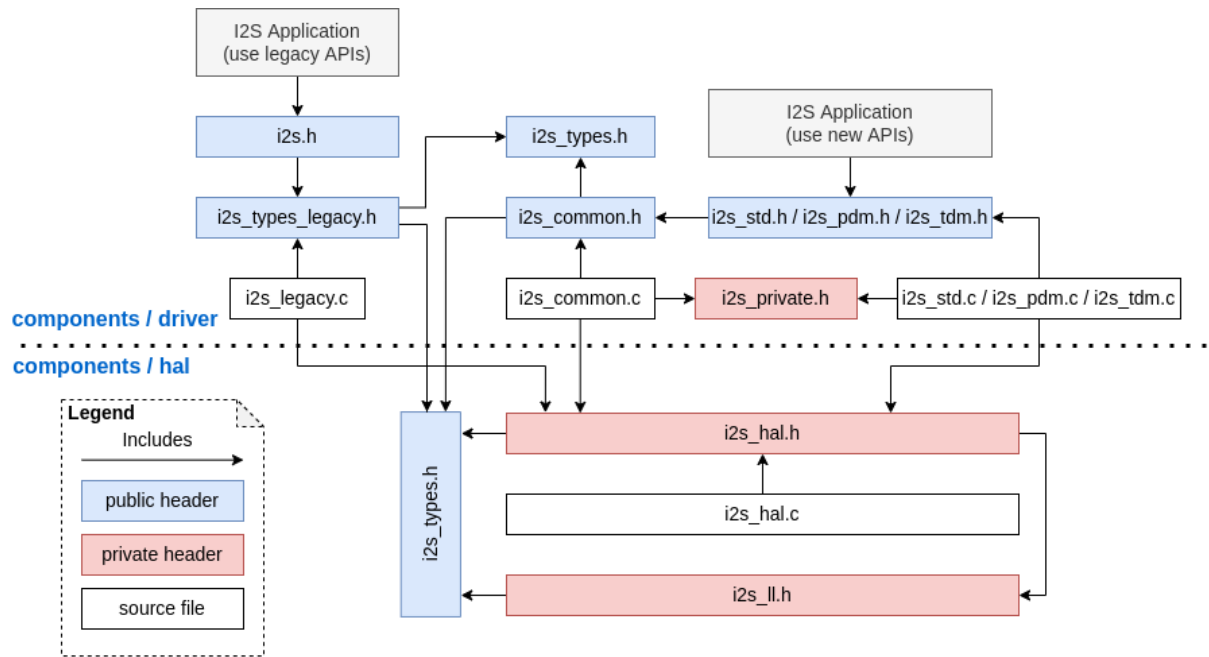 I2S Application
(use legacy APIs)
i2s.h
i2s_types.h
I2S Application
(use new APIs)
i2s_types_legacy.h
i2s_common.h
i2s_std.h / i2s_pdm.h / i2s_tdm.h
i2s_legacy.c
i2s_common.c
i2s_private.h
i2s_std.c / i2s_pdm.c / i2s_tdm.c
components / driver
components / hal
Legend
Includes
public header
private header
source file
i2s_types.h
i2s_hal.h
i2s_hal.c
i2s_ll.h